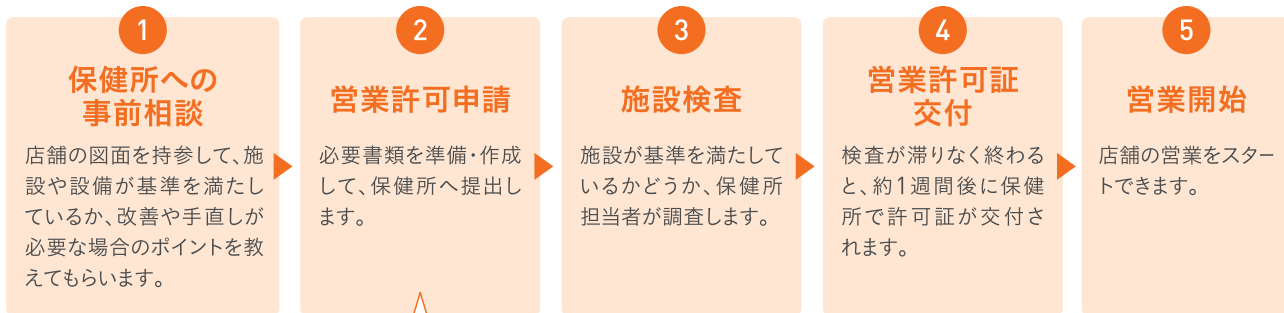 1
保健所への
事前相談
店舗の図面を持参して、施
設や設備が基準を満たし
ているか、改善や手直しが
必要な場合のポイントを教
えてもらいます。
2
営業許可申請
必要書類を準備・作成
して、保健所へ提出し
ます。
3
施設検査
施設が基準を満たして
いるかどうか、保健所
担当者が調査します。
4
営業許可証
交付
検査が滞りなく終わる
と、約1週間後に保健
所で許可証が交付さ
れます。
5
営業開始
店舗の営業をスター
トできます。